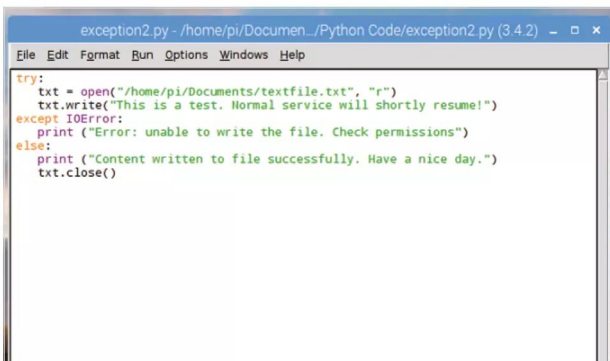 exception2.py - /home/pi/Documen.../Python Code/exception2.py (3.4.2)
File Edit Format Run Options Windows Help
try:
   txt = open("/home/pi/Documents/textfile.txt", "r")
   txt.write("This is a test. Normal service will shortly resume!")
except IOError:
   print ("Error: unable to write the file. Check permissions")
else:
   print ("Content written to file successfully. Have a nice day.")
   txt.close()